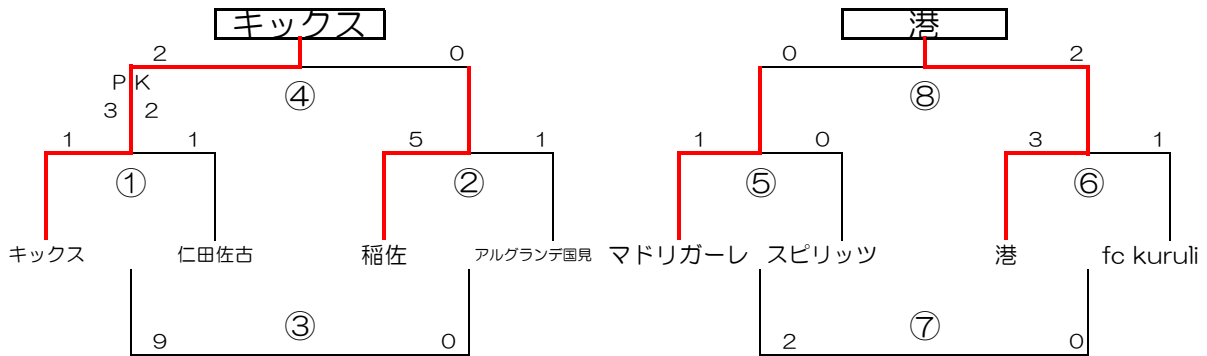 キックス 港
2 0 0 2
PK ④ ⑧
3 2
1 1 5 1 1 0 3 1
① ② ⑤ ⑥
キックス 仁田佐古 稲佐 アルグランデ国見 マドリガーレ スピリッツ 港 fc kuruli
③ ⑦
9 0 2 0